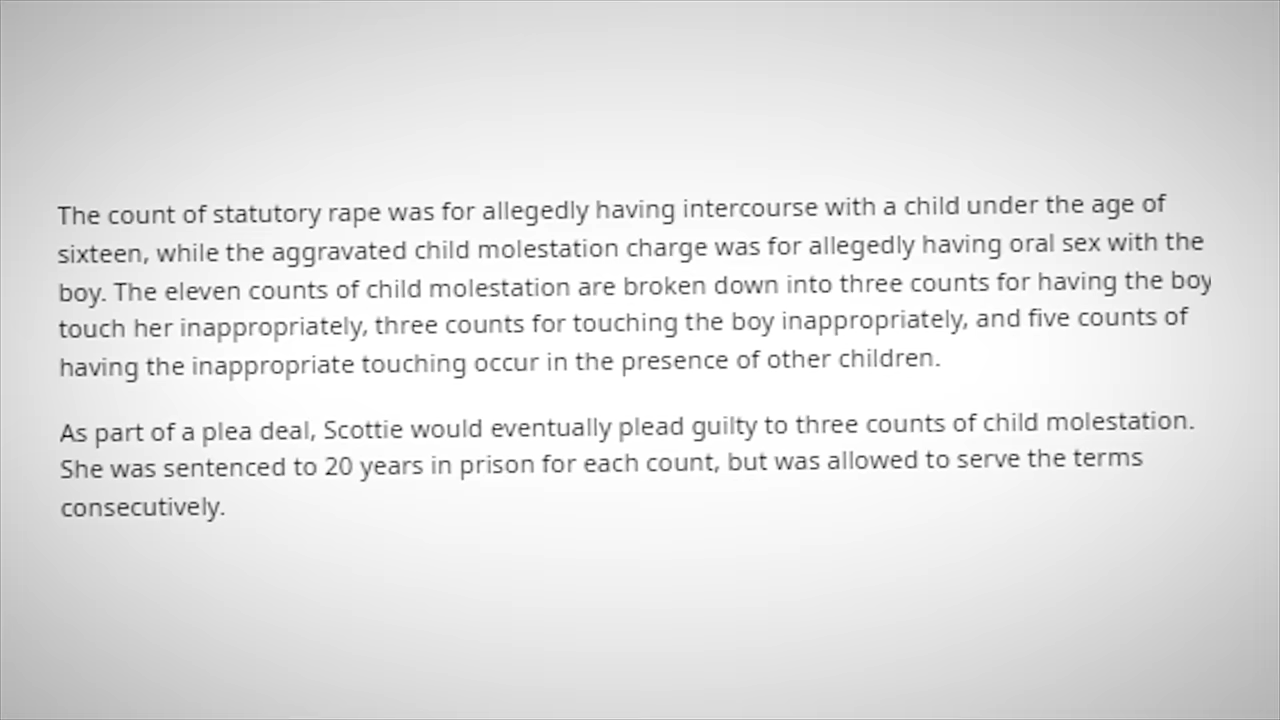 The count of statutory rape was for allegedly having intercourse with a child under the age of
sixteen, while the aggravated child molestation charge was for allegedly having oral sex with the
boy. The eleven counts of child molestation are broken down into three counts for having the boy
touch her inappropriately, three counts for touching the boy inappropriately, and five counts of
having the inappropriate touching occur in the presence of other children.
As part of a plea deal, Scottie would eventually plead guilty to three counts of child molestation.
She was sentenced to 20 years in prison for each count, but was allowed to serve the terms
consecutively.